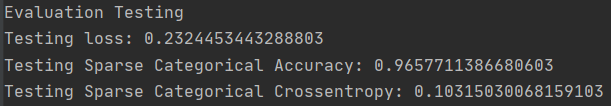 Evaluation Testing
Testing loss: 0.2324453443288803
Testing Sparse Categorical Accuracy: 0.9657711386680603
Testing Sparse Categorical Crossentropy: 0.10315030068159103